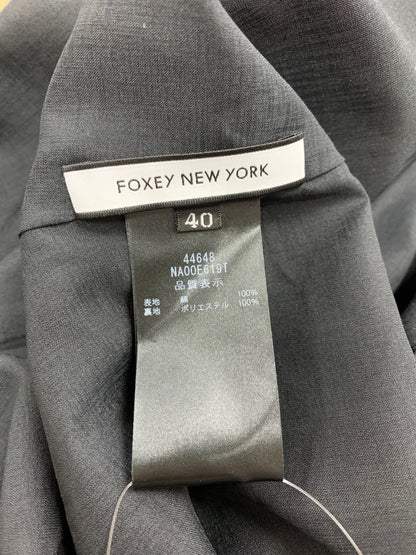 FOXEY NEW YORK
40
44648
NA00E619T
品質表示
表地 綿 100%
裏地 ポリエステル 100%